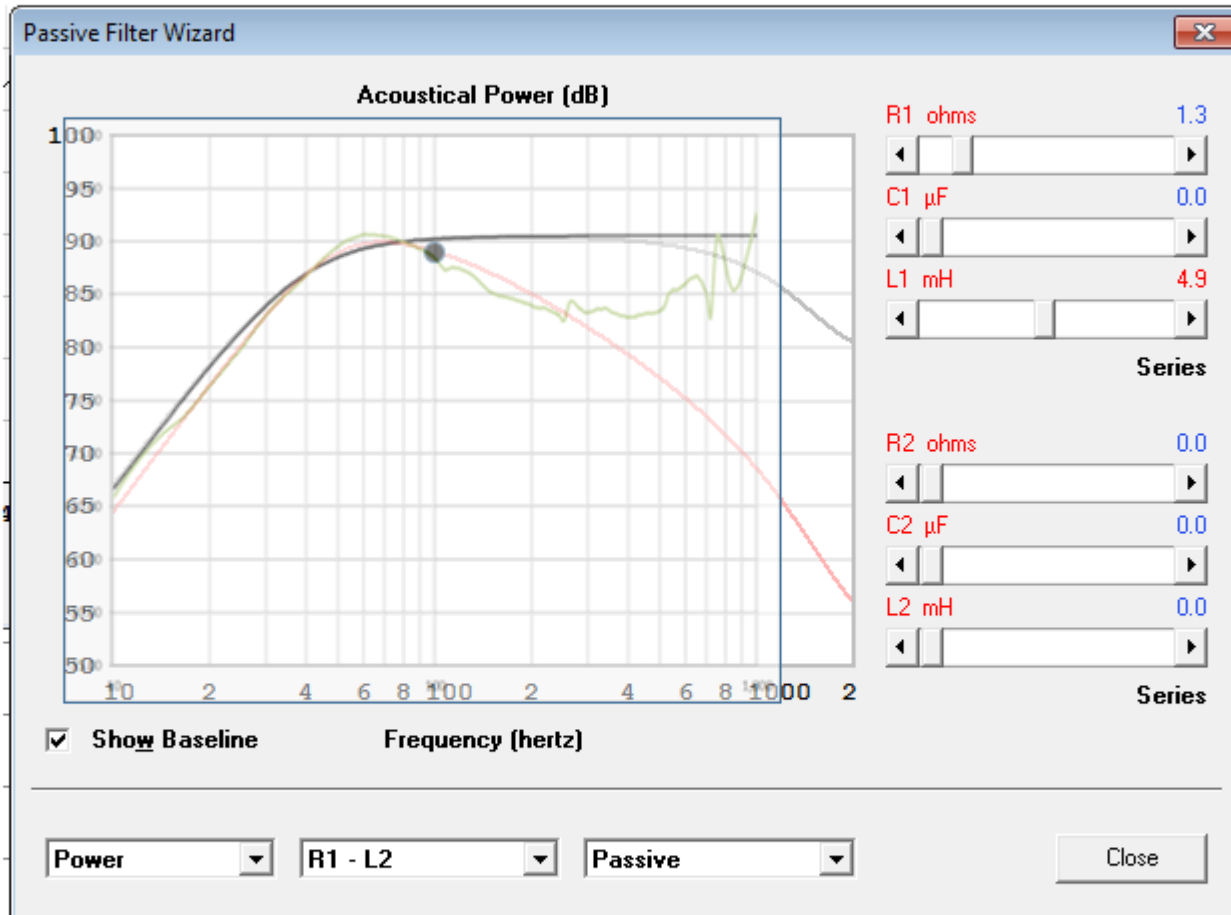 Passive Filter Wizard
Acoustical Power (dB)
100
95
90
85
80
75
70
65
60
55
50
10 2 4 6 8 100 2 4 6 8 1000 2
Show Baseline
Frequency (hertz)
R1 ohms 1.3
C1 µF 0.0
L1 mH 4.9
Series
R2 ohms 0.0
C2 µF 0.0
L2 mH 0.0
Series
Power
R1 - L2
Passive
Close